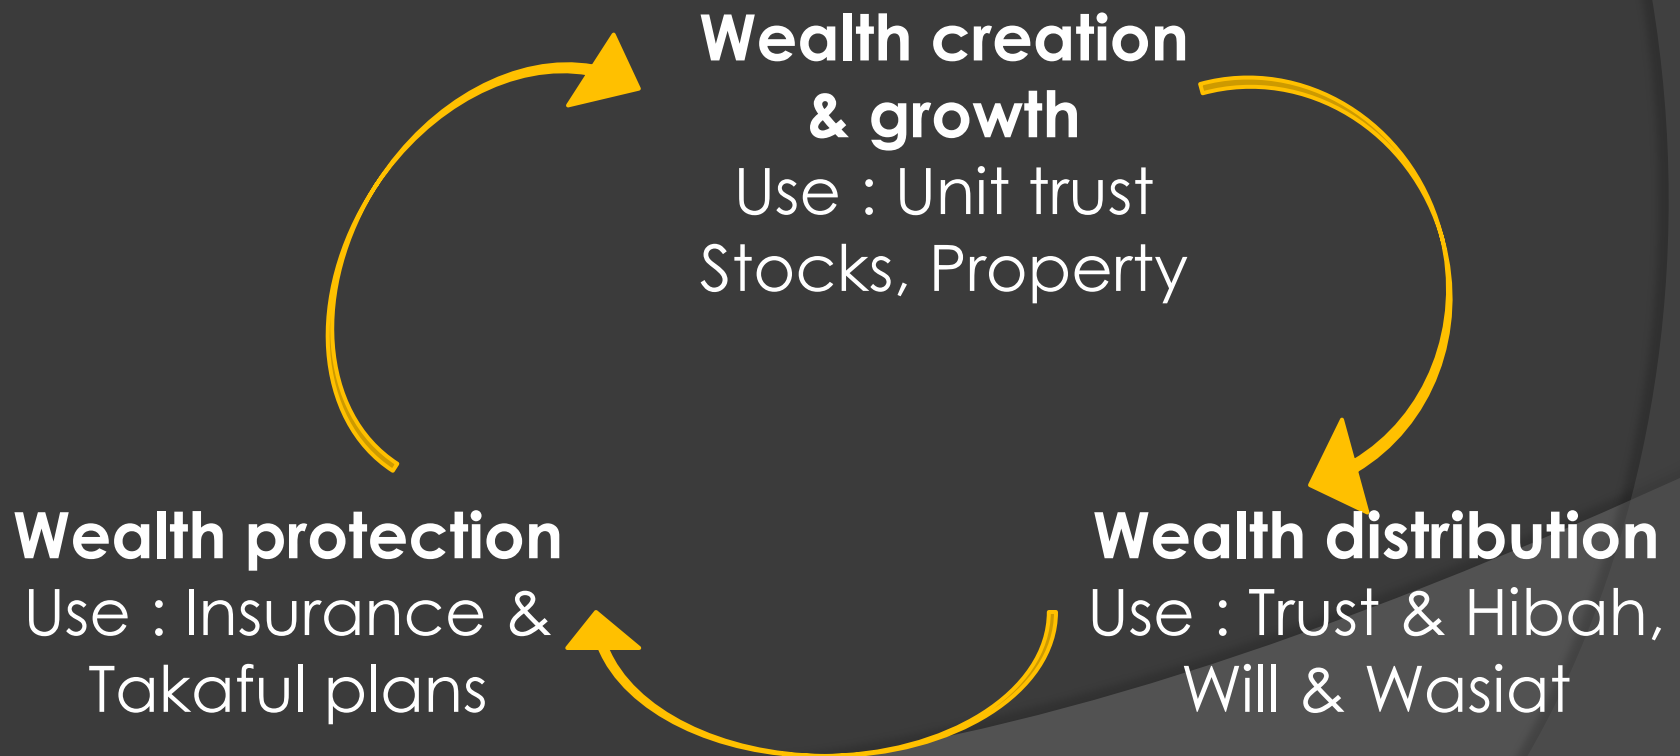 Wealth creation
& growth
Use : Unit trust
Stocks, Property
Wealth protection
Use : Insurance &
Takaful plans
Wealth distribution
Use : Trust & Hibah,
Will & Wasiat